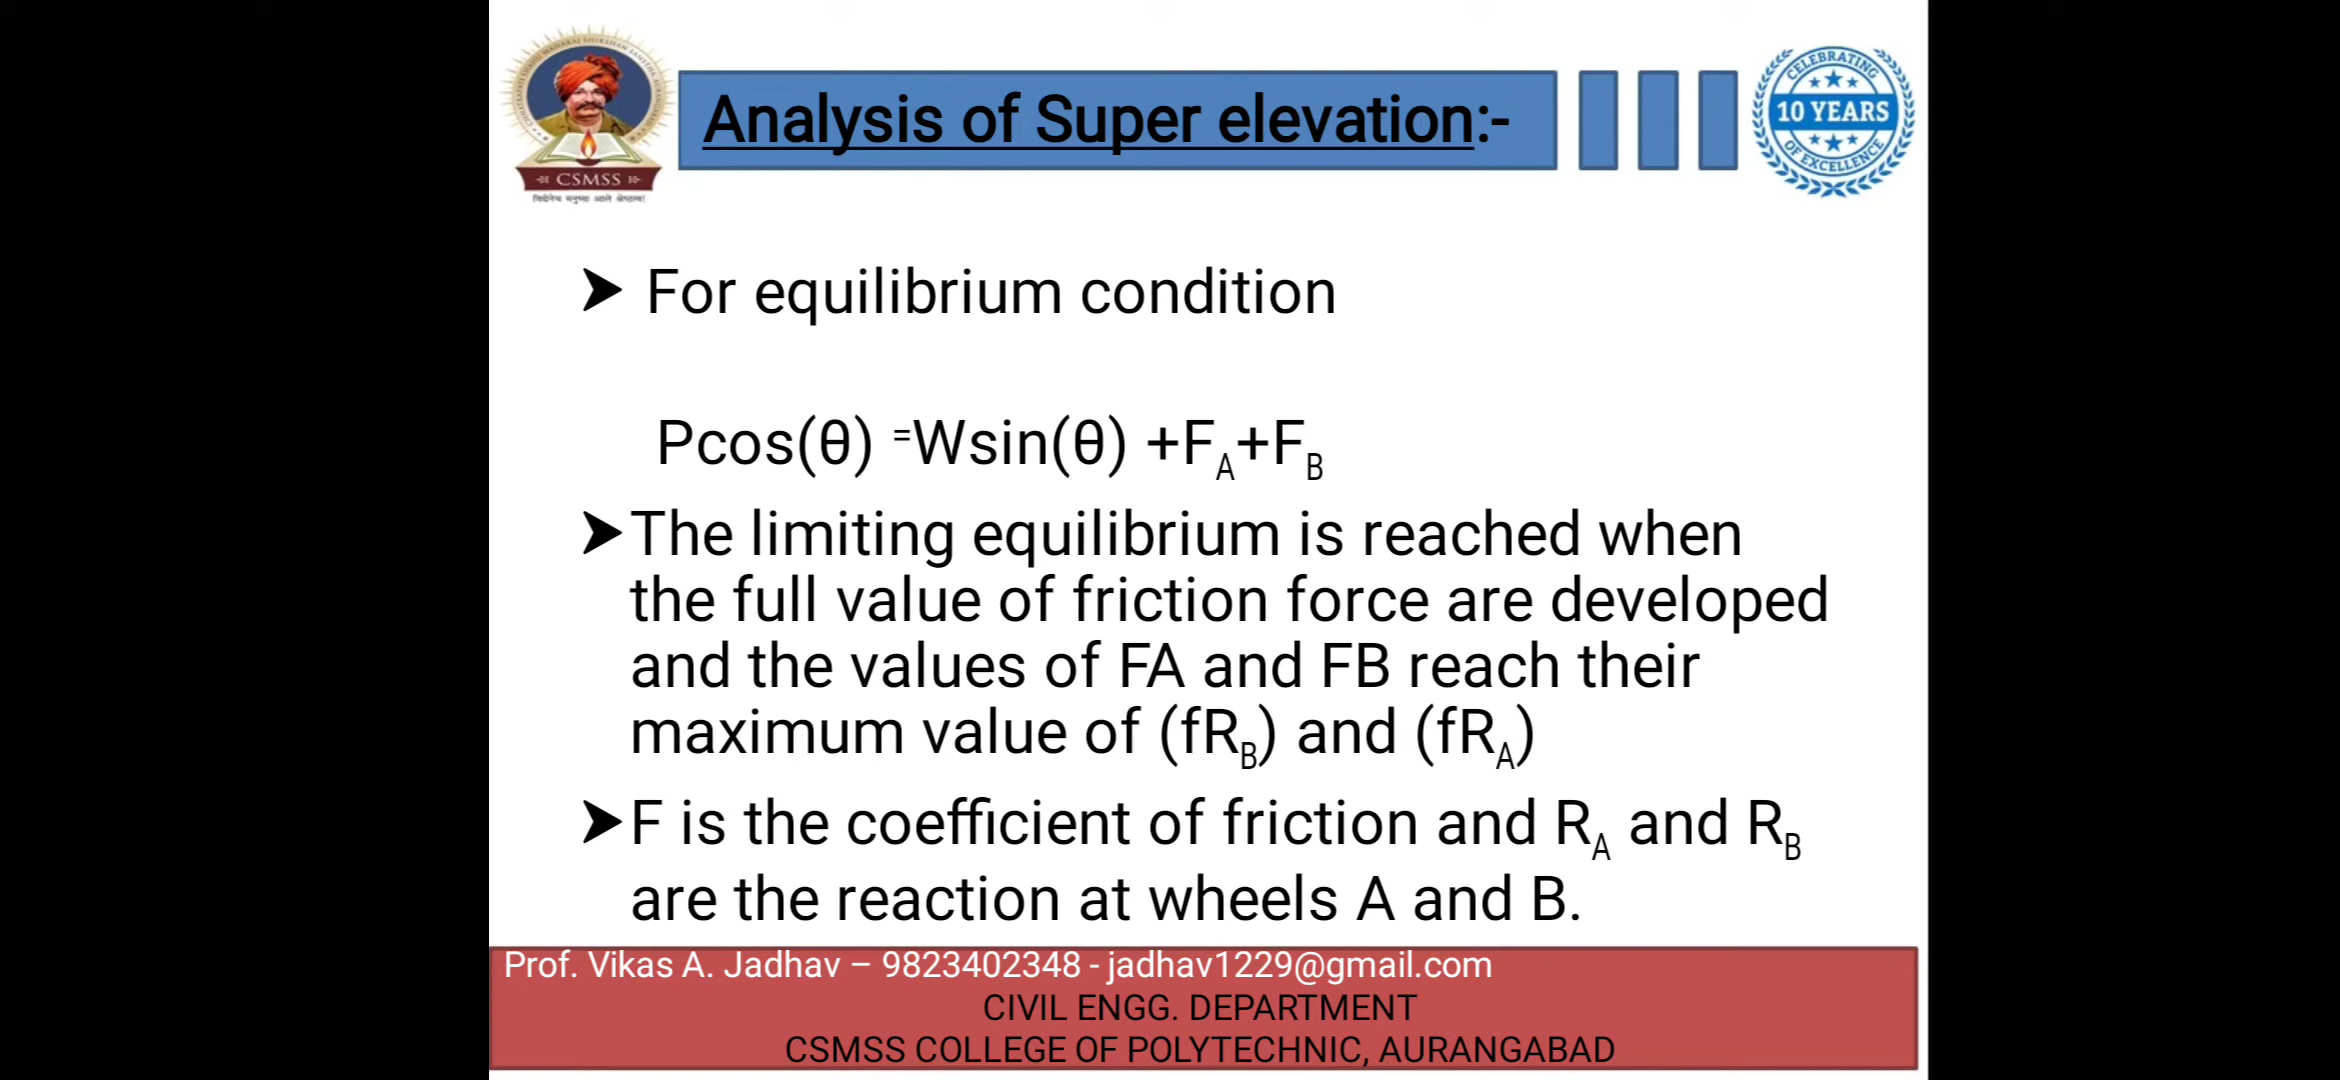 CSMSS
Analysis of Super elevation:-
CELEBRATING
10 YEARS
OF EXCELLENCE
➤ For equilibrium condition
Pcos(θ) =Wsin(θ) +FA+FB
➤The limiting equilibrium is reached when
the full value of friction force are developed
and the values of FA and FB reach their
maximum value of (fRB) and (fRA)
➤F is the coefficient of friction and RA and RB
are the reaction at wheels A and B.
Prof. Vikas A. Jadhav – 9823402348 - jadhav1229@gmail.com
CIVIL ENGG. DEPARTMENT
CSMSS COLLEGE OF POLYTECHNIC, AURANGABAD